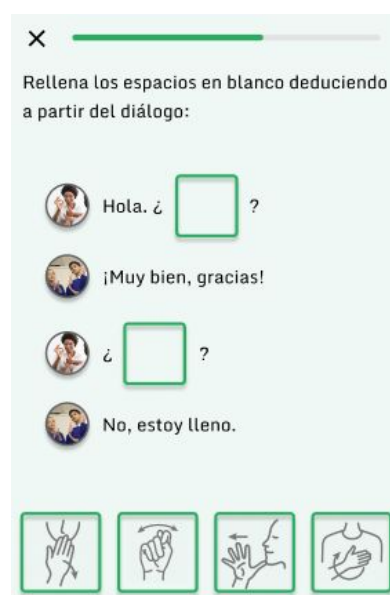 Rellena los espacios en blanco deduciendo
a partir del diálogo:
Hola. ¿ ?
¡Muy bien, gracias!
¿ ?
No, estoy lleno.